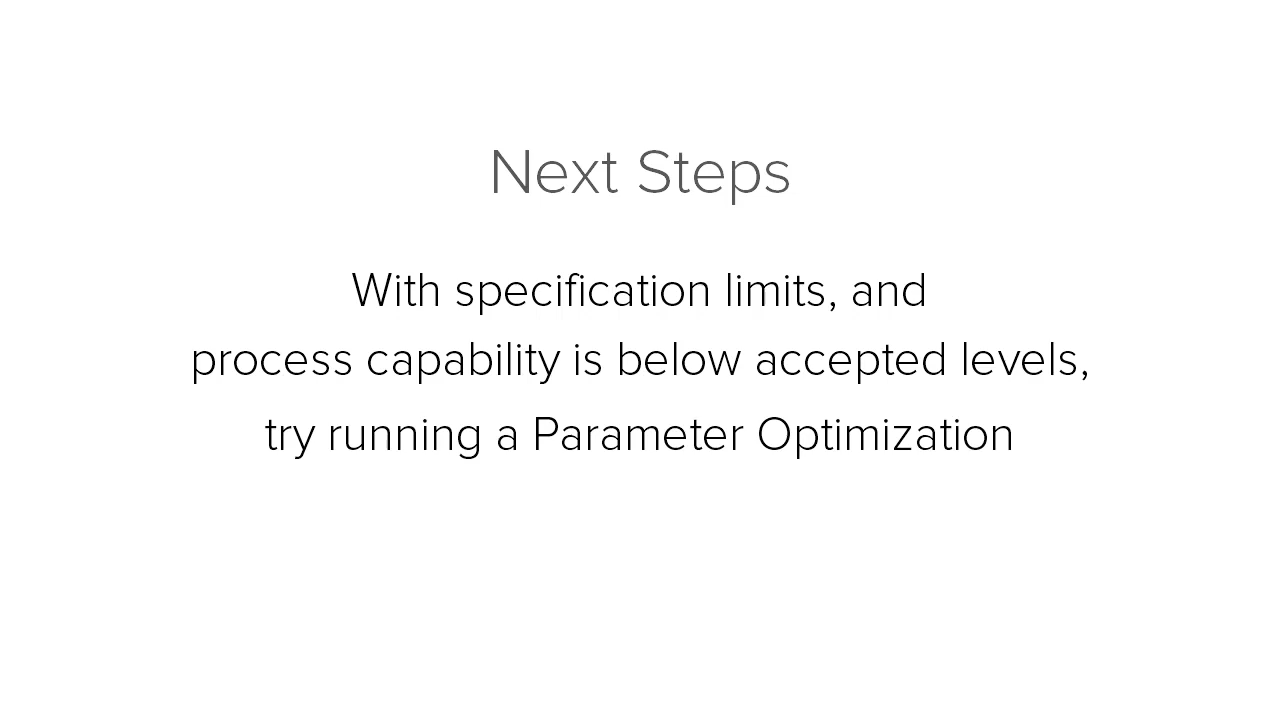 Next Steps
With specification limits, and
process capability is below accepted levels,
try running a Parameter Optimization